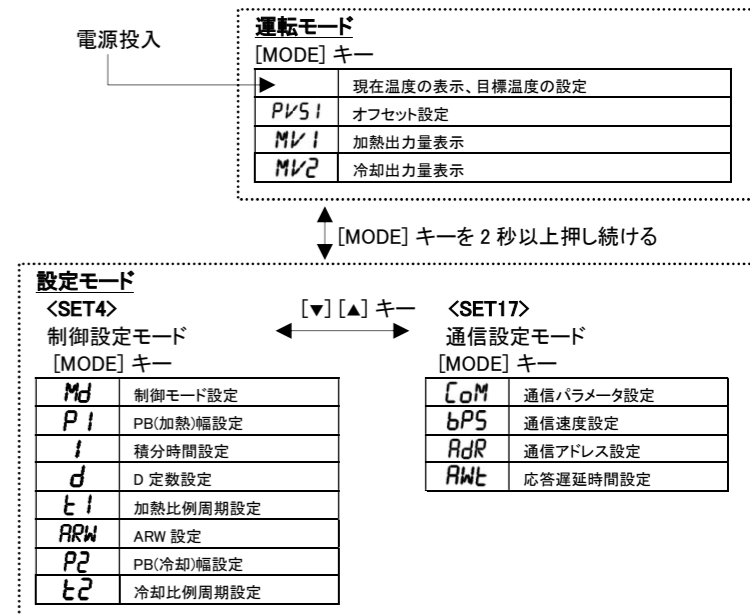 電源投入
運転モード
[MODE] キー
現在温度の表示、目標温度の設定
PVS1 オフセット設定
MV1 加熱出力量表示
MV2 冷却出力量表示
[MODE] キーを 2 秒以上押し続ける
設定モード
<SET4> [▼] [▲] キー <SET17>
制御設定モード 通信設定モード
[MODE] キー [MODE] キー
Md 制御モード設定 CoM 通信パラメータ設定
P1 PB(加熱)幅設定 bPS 通信速度設定
I 積分時間設定 AdR 通信アドレス設定
d D 定数設定 AWt 応答遅延時間設定
t1 加熱比例周期設定
ARW ARW 設定
P2 PB(冷却)幅設定
t2 冷却比例周期設定